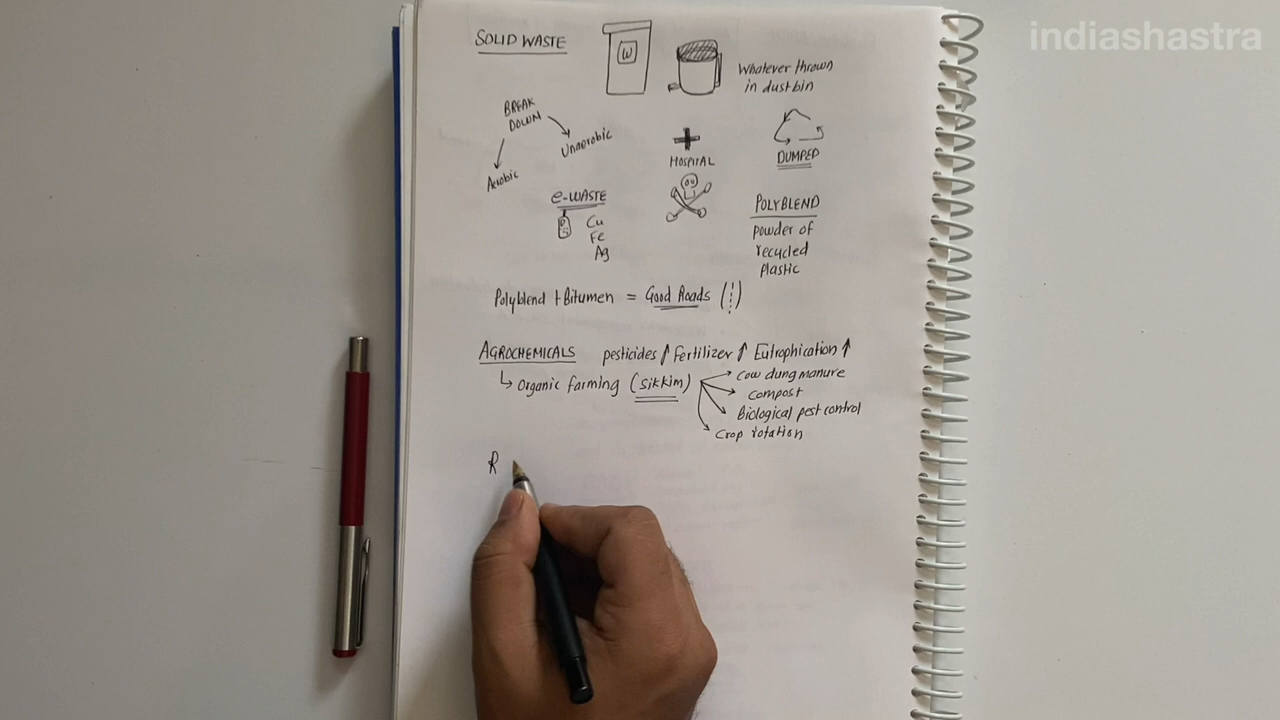 indiashastra
SOLID WASTE
W
Whatever thrown
in dustbin
BREAK
DOWN
Aerobic
Unaerobic
HOSPITAL
DUMPED
e-WASTE
Cu
Fe
Ag
POLYBLEND
powder of
recycled
plastic
Polyblend + Bitumen = Good Roads
AGROCHEMICALS pesticides ↑ Fertilizer ↑ Eutrophication ↑
↳ Organic farming (Sikkim)
Cow dung manure
Compost
Biological pest control
Crop rotation
R